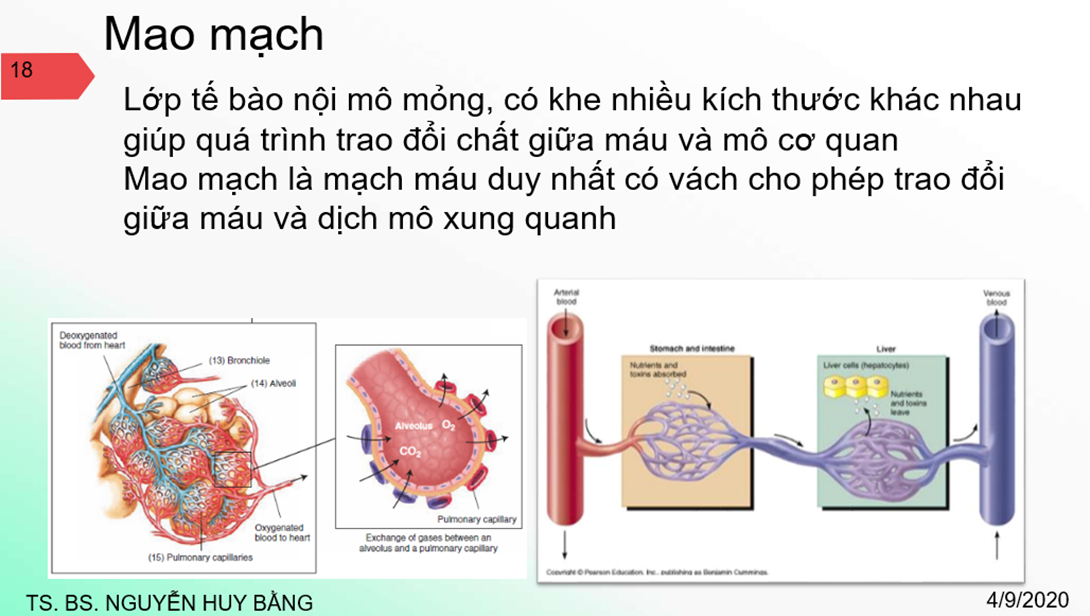 Mao mạch
18
Lớp tế bào nội mô mỏng, có khe nhiều kích thước khác nhau
giúp quá trình trao đổi chất giữa máu và mô cơ quan
Mao mạch là mạch máu duy nhất có vách cho phép trao đổi
giữa máu và dịch mô xung quanh
Deoxygenated
blood from heart
(13) Bronchiole
(14) Alveoli
Oxygenated
blood to heart
(15) Pulmonary capillaries
Alveolus
O2
CO2
Pulmonary capillary
Exchange of gases between an
alveolus and a pulmonary capillary
Arterial
blood
Stomach and intestine
Nutrients and
toxins absorbed
Liver
Liver cells (hepatocytes)
Nutrients
and toxins
leave
Venous
blood
Copyright © Pearson Education, Inc., publishing as Benjamin Cummings.
TS. BS. NGUYỄN HUY BẰNG
4/9/2020